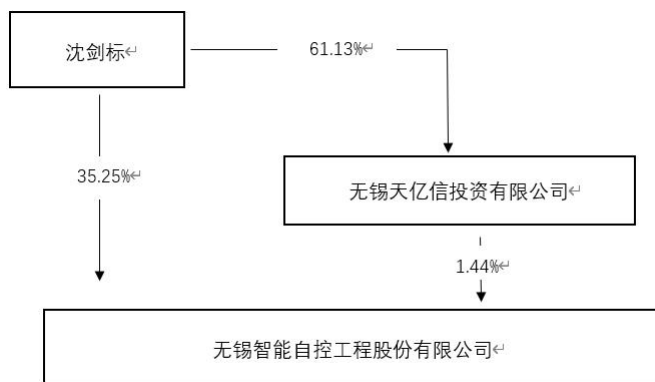 沈剑标
61.13%
35.25%
无锡天亿信投资有限公司
1.44%
无锡智能自控工程股份有限公司